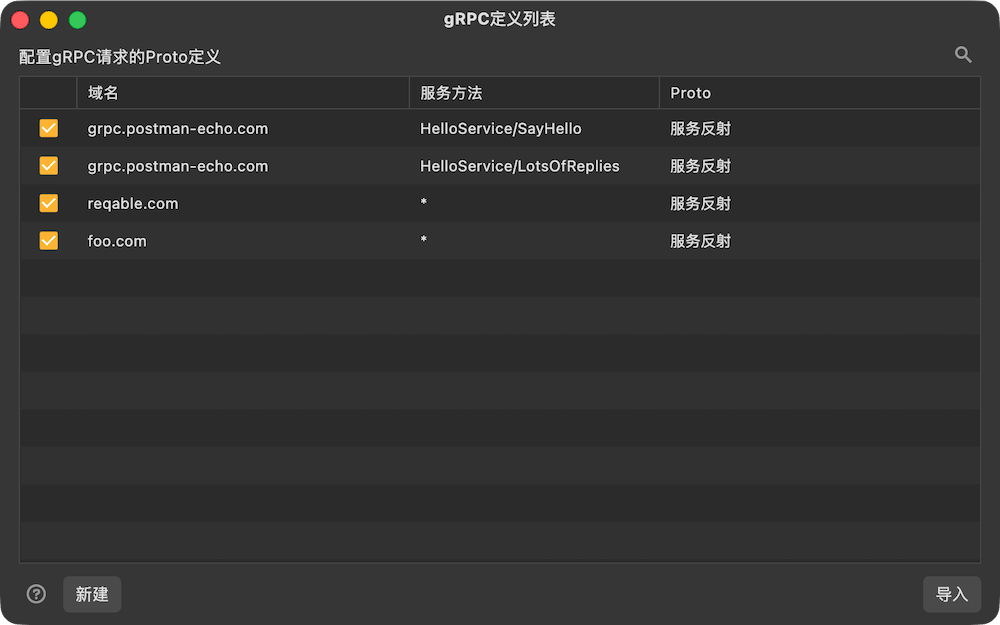 gRPC定义列表
配置gRPC请求的Proto定义
域名 服务方法 Proto
grpc.postman-echo.com HelloService/SayHello 服务反射
grpc.postman-echo.com HelloService/LotsOfReplies 服务反射
reqable.com * 服务反射
foo.com * 服务反射
? 新建 导入